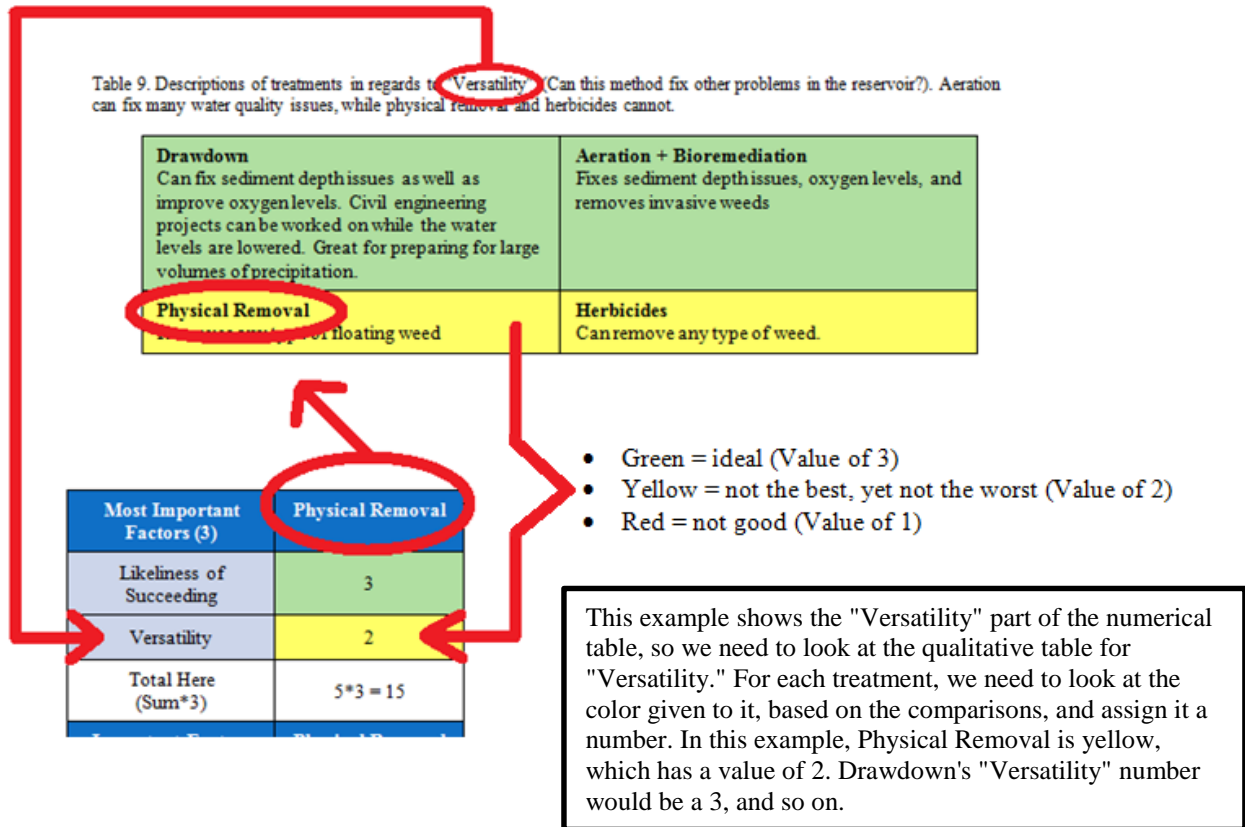 Table 9. Descriptions of treatments in regards to "Versatility" (Can this method fix other problems in the reservoir?). Aeration
can fix many water quality issues, while physical removal and herbicides cannot.
Drawdown
Can fix sediment depth issues as well as
improve oxygen levels. Civil engineering
projects can be worked on while the water
levels are lowered. Great for preparing for large
volumes of precipitation.
Aeration + Bioremediation
Fixes sediment depth issues, oxygen levels, and
removes invasive weeds
Physical Removal
floating weed
Herbicides
Can remove any type of weed.
• Green = ideal (Value of 3)
• Yellow = not the best, yet not the worst (Value of 2)
• Red = not good (Value of 1)
Most Important
Factors (3)
Physical Removal
Likeliness of
Succeeding
3
Versatility
2
Total Here
(Sum*3)
5*3 = 15
This example shows the "Versatility" part of the numerical
table, so we need to look at the qualitative table for
"Versatility." For each treatment, we need to look at the
color given to it, based on the comparisons, and assign it a
number. In this example, Physical Removal is yellow,
which has a value of 2. Drawdown's "Versatility" number
would be a 3, and so on.